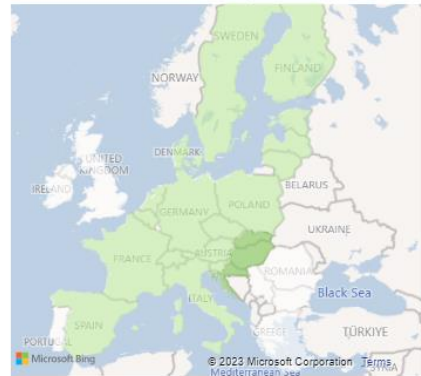 SWEDEN
NORWAY
FINLAND
UNITED
KINGDOM
DENMARK
IRELAND
BELARUS
POLAND
GERMANY
UKRAINE
AUSTRIA
FRANCE
ROMANIA
ITALY
Black Sea
SPAIN
PORTUGAL
GREECE
TÜRKIYE
Microsoft Bing
© 2023 Microsoft Corporation Terms
Mediterranean Sea
SYRIA